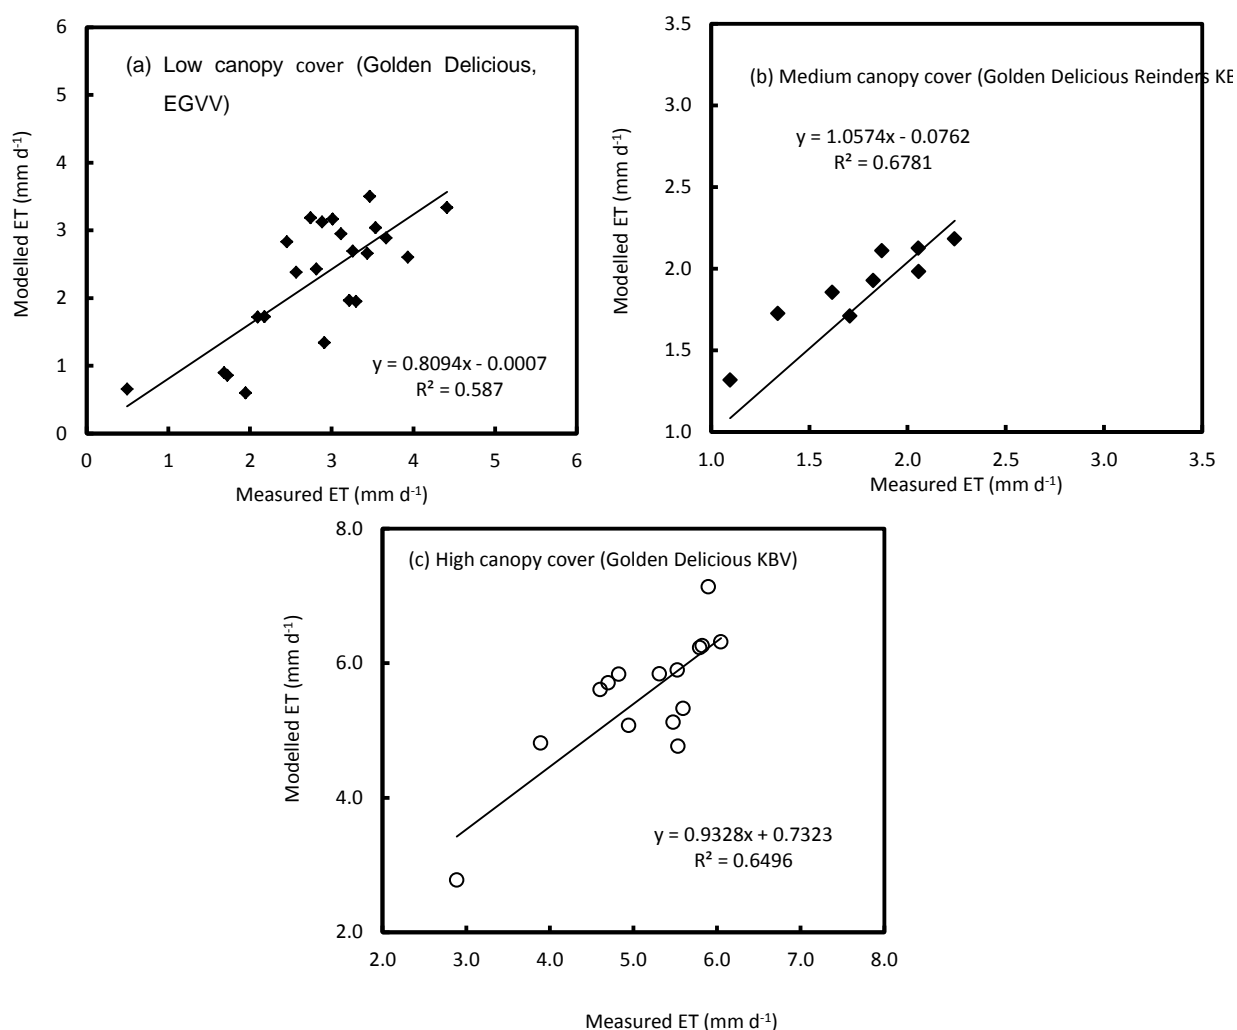 6
5
4
3
2
1
0
0 1 2 3 4 5 6
Modelled ET (mm d-1)
Measured ET (mm d-1)
(a) Low canopy cover (Golden Delicious,
EGVV)
y = 0.8094x - 0.0007
R² = 0.587
3.5
3.0
2.5
2.0
1.5
1.0
1.0 1.5 2.0 2.5 3.0 3.5
Modelled ET (mm d-1)
Measured ET (mm d-1)
(b) Medium canopy cover (Golden Delicious Reinders KB
y = 1.0574x - 0.0762
R² = 0.6781
8.0
6.0
4.0
2.0
2.0 3.0 4.0 5.0 6.0 7.0 8.0
Modelled ET (mm d-1)
Measured ET (mm d-1)
(c) High canopy cover (Golden Delicious KBV)
y = 0.9328x + 0.7323
R² = 0.6496